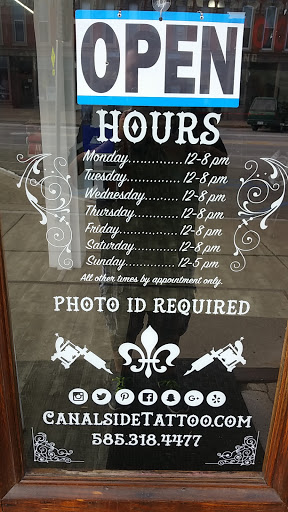 OPEN
HOURS
Monday............. 12-8 pm
Tuesday............. 12-8 pm
Wednesday........ 12-8 pm
Thursday............ 12-8 pm
Friday................ 12-8 pm
Saturday............ 12-8 pm
Sunday.............. 12-5 pm
All other times by appointment only.
PHOTO ID REQUIRED
CANALSIDETATTOO.COM
585.318.4477